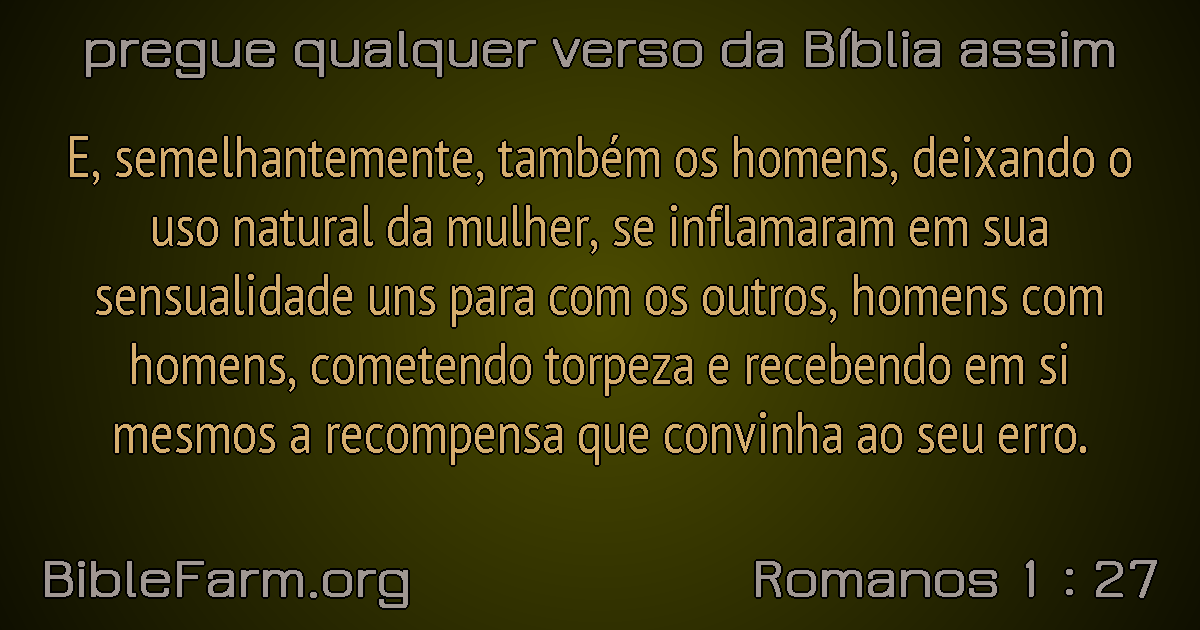 pregue qualquer verso da Bíblia assim
E, semelhantemente, também os homens, deixando o
uso natural da mulher, se inflamaram em sua
sensualidade uns para com os outros, homens com
homens, cometendo torpeza e recebendo em si
mesmos a recompensa que convinha ao seu erro.
BibleFarm.org
Romanos 1 : 27